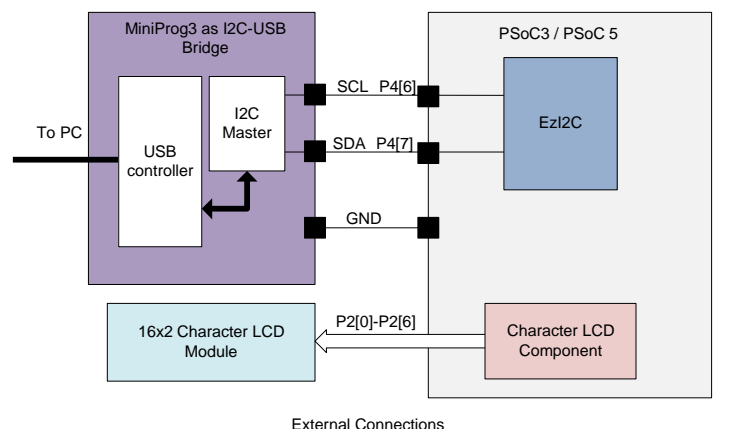 MiniProg3 as I2C-USB
Bridge
PSoC3 / PSoC 5
To PC
USB
controller
I2C
Master
SCL P4[6]
SDA P4[7]
GND
EzI2C
16x2 Character LCD
Module
P2[0]-P2[6]
Character LCD
Component
External Connections